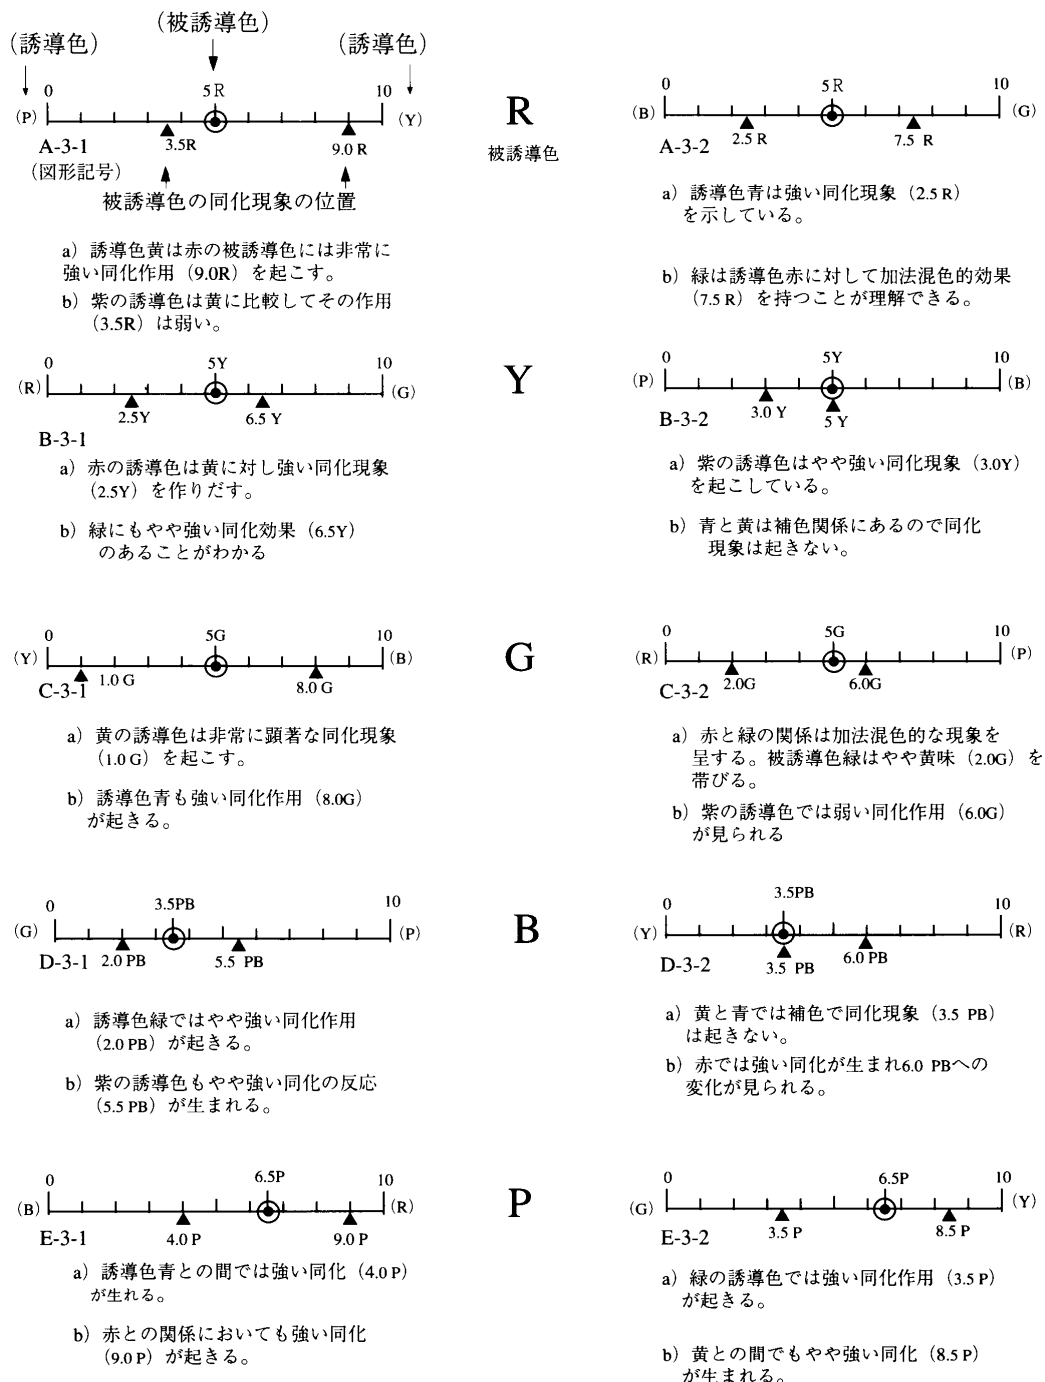 (被誘導色)
(誘導色)
(誘導色)
0
5R
10
(P)
(Y)
3.5R
9.0 R
A-3-1
(図形記号)
被誘導色の同化現象の位置
a) 誘導色黄は赤の被誘導色には非常に
強い同化作用（9.0R）を起こす。
b) 紫の誘導色は黄に比較してその作用
（3.5R）は弱い。
R
被誘導色
0
5R
10
(B)
(G)
2.5 R
7.5 R
A-3-2
a) 誘導色青は強い同化現象（2.5 R）
を示している。
b) 緑は誘導色赤に対して加法混色的効果
（7.5 R）を持つことが理解できる。
0
5Y
10
(R)
(G)
2.5Y
6.5 Y
B-3-1
a) 赤の誘導色は黄に対し強い同化現象
（2.5Y）を作りだす。
b) 緑にもやや強い同化効果（6.5Y）
のあることがわかる
Y
0
5Y
10
(P)
(B)
3.0 Y
5 Y
B-3-2
a) 紫の誘導色はやや強い同化現象（3.0Y）
を起こしている。
b) 青と黄は補色関係にあるので同化
現象は起きない。
0
5G
10
(Y)
(B)
1.0 G
8.0 G
C-3-1
a) 黄の誘導色は非常に顕著な同化現象
（1.0 G）を起こす。
b) 誘導色青も強い同化作用（8.0G）
が起きる。
G
0
5G
10
(R)
(P)
2.0G
6.0G
C-3-2
a) 赤と緑の関係は加法混色的な現象を
呈する。被誘導色緑はやや黄味（2.0G）を
帯びる。
b) 紫の誘導色では弱い同化作用（6.0G）
が見られる
0
3.5PB
10
(G)
(P)
D-3-1
2.0 PB
5.5 PB
a) 誘導色緑ではやや強い同化作用
（2.0 PB）が起きる。
b) 紫の誘導色もやや強い同化の反応
（5.5 PB）が生まれる。
B
0
3.5PB
10
(Y)
(R)
D-3-2
3.5 PB
6.0 PB
a) 黄と青では補色で同化現象（3.5 PB）
は起きない。
b) 赤では強い同化が生まれ6.0 PBへの
変化が見られる。
0
6.5P
10
(B)
(R)
E-3-1
4.0 P
9.0 P
a) 誘導色青との間では強い同化（4.0 P）
が生れる。
b) 赤との関係においても強い同化
（9.0 P）が起きる。
P
0
6.5P
10
(G)
(Y)
E-3-2
3.5 P
8.5 P
a) 緑の誘導色では強い同化作用（3.5 P）
が起きる。
b) 黄との間でもやや強い同化（8.5 P）
が生まれる。